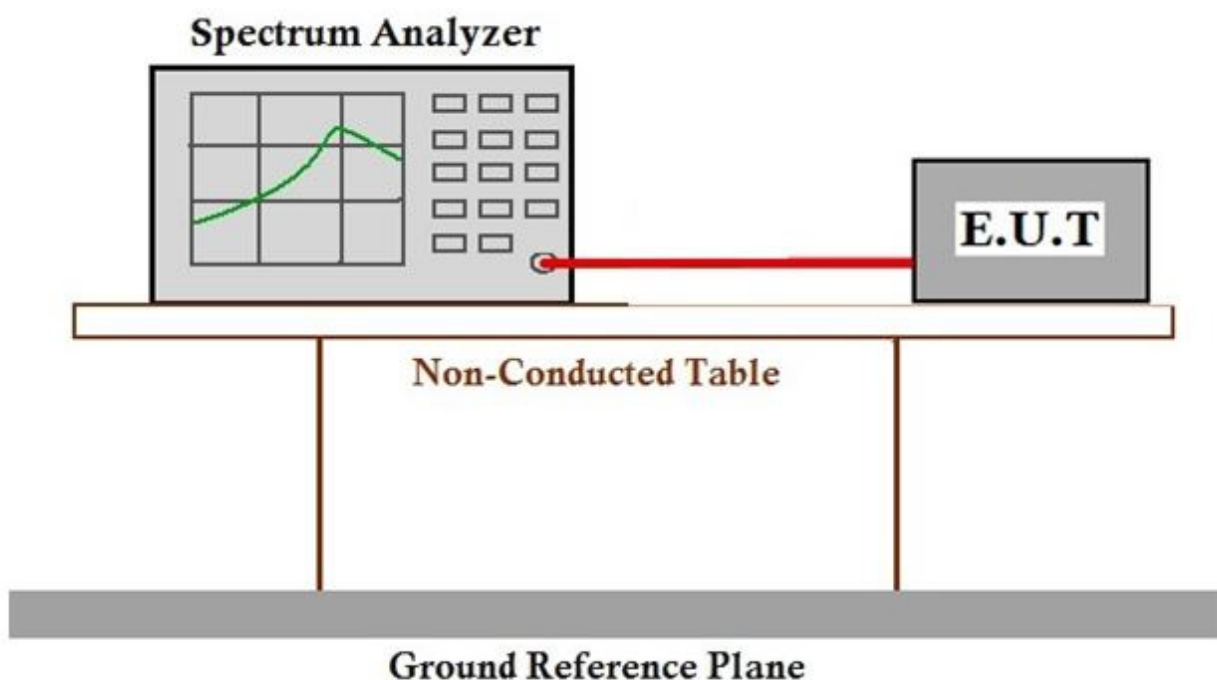 Spectrum Analyzer
E.U.T
Non-Conducted Table
Ground Reference Plane